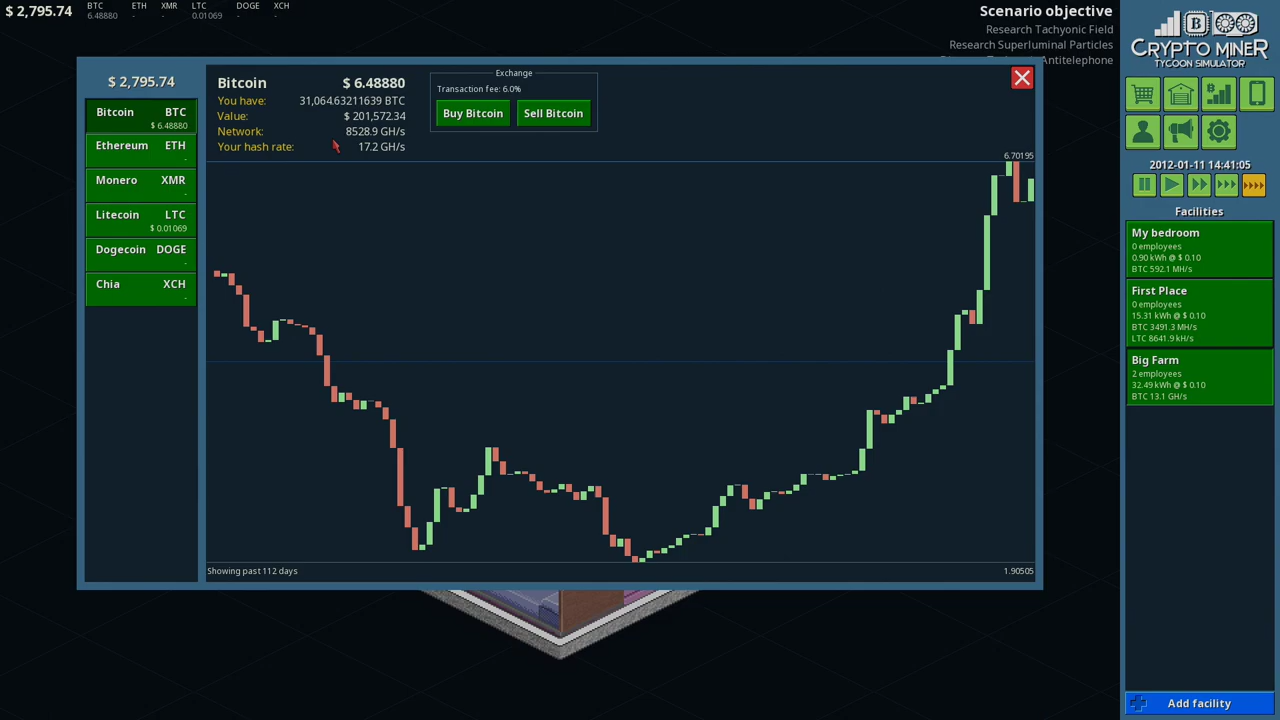 $ 2,795.74
BTC ETH XMR LTC DOGE XCH
6.48880 - - 0.01069 - -
Scenario objective
Research Tachyonic Field
Research Superluminal Particles
Antitelephone
CRYPTO MINER
TYCOON SIMULATOR
$ 2,795.74
Bitcoin BTC
$ 6.48880
Ethereum ETH
-
Monero XMR
-
Litecoin LTC
$ 0.01069
Dogecoin DOGE
-
Chia XCH
-
Bitcoin $ 6.48880
You have: 31,064.63211639 BTC
Value: $ 201,572.34
Network: 8528.9 GH/s
Your hash rate: 17.2 GH/s
Exchange
Transaction fee: 6.0%
Buy Bitcoin Sell Bitcoin
6.70195
Showing past 112 days 1.90505
2012-01-11 14:41:05
Facilities
My bedroom
0 employees
0.90 kWh @ $ 0.10
BTC 592.1 MH/s
First Place
0 employees
15.31 kWh @ $ 0.10
BTC 3491.3 MH/s
LTC 8641.9 kH/s
Big Farm
2 employees
32.49 kWh @ $ 0.10
BTC 13.1 GH/s
Add facility